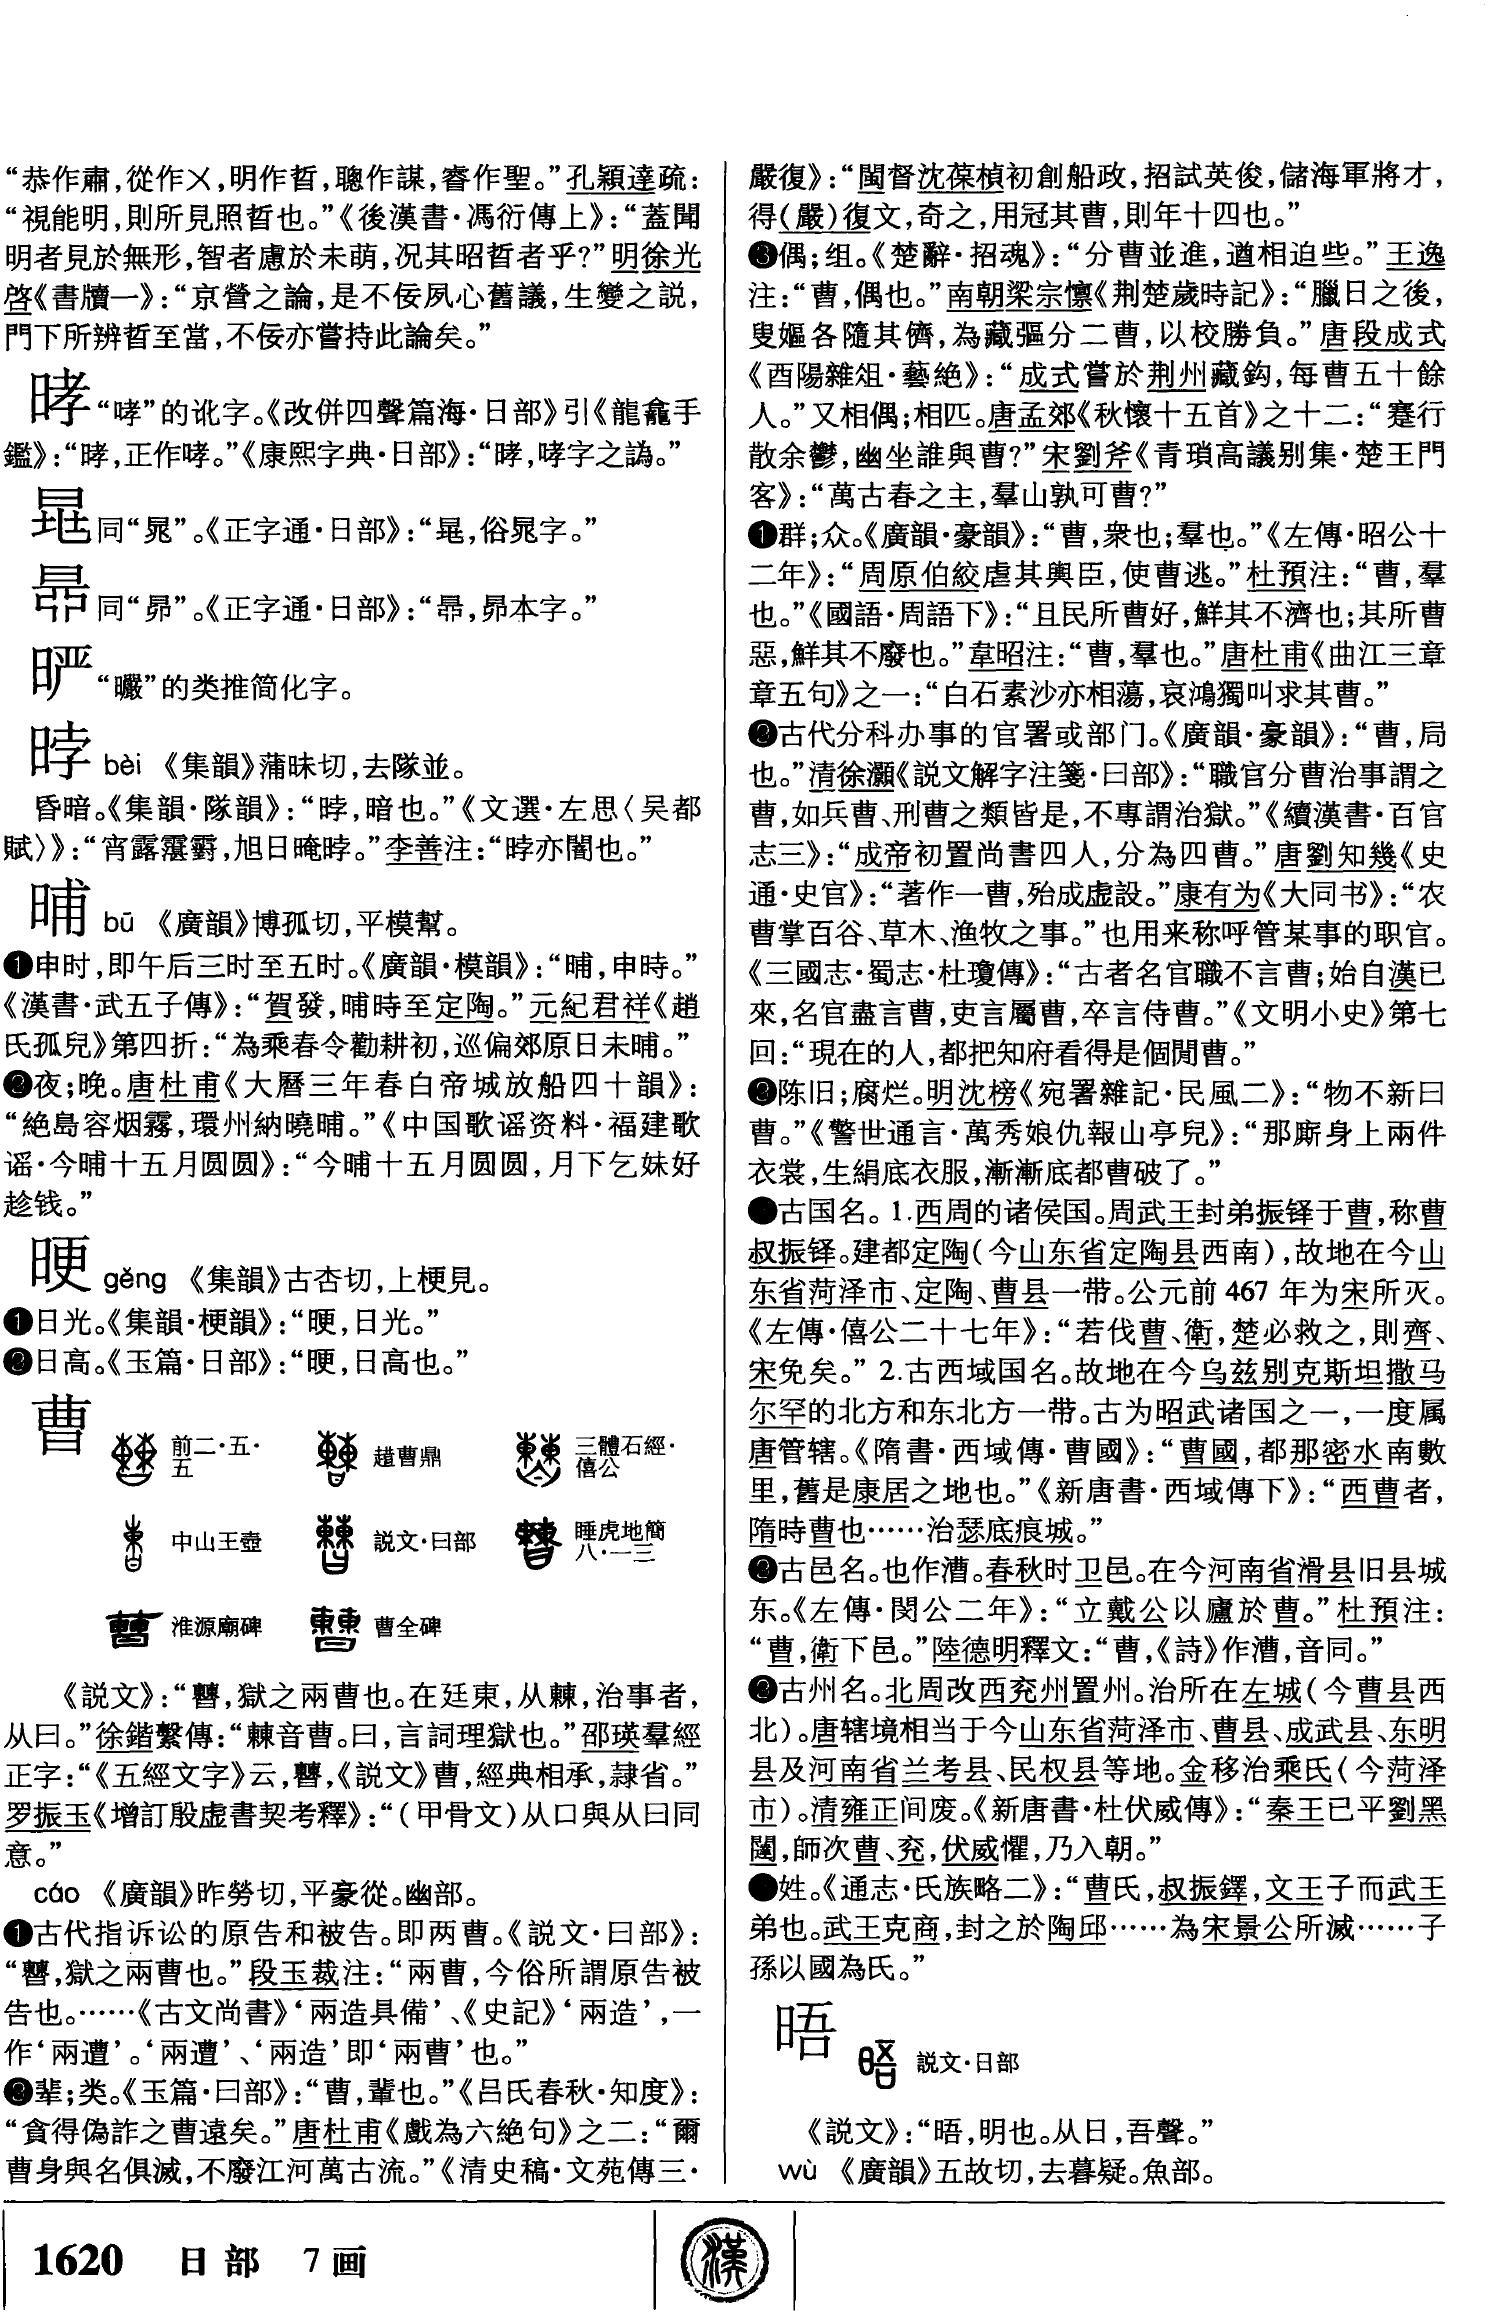 “恭作肅，從作乂，明作晢，聰作謀，睿作聖。”孔穎達疏：
“視能明，則所見照晢也。”《後漢書·馮衍傳上》：“蓋聞
明者見於無形，智者慮於未萌，况其昭晢者乎？”明徐光
啓《書牘一》：“京營之論，是不佞夙心舊議，生變之説，
門下所辨晢至當，不佞亦嘗持此論矣。”
“哮”的讹字。《改併四聲篇海·日部》引《龍龕手
鑑》：“，正作哮。”《康熙字典·日部》：“，哮字之譌。”
同“晁”。《正字通·日部》：“，俗晁字。”
同“昴”。《正字通·日部》：“，昴本字。”
“曮”的类推简化字。
㫲 bèi 《集韻》蒲昧切，去隊並。
昏暗。《集韻·隊韻》：“㫲，暗也。”《文選·左思〈吴都
賦〉》：“宵露霮䨴，旭日晻㫲。”李善注：“㫲亦闇也。”
晡 bū 《廣韻》博孤切，平模幫。
❶申时，即午后三时至五时。《廣韻·模韻》：“晡，申時。”
《漢書·武五子傳》：“賀發，晡時至定陶。”元紀君祥《趙
氏孤兒》第四折：“為乘春令勸耕初，巡偏郊原日未晡。”
❷夜；晚。唐杜甫《大曆三年春白帝城放船四十韻》：
“絶島容烟霧，環州納曉晡。”《中国歌谣资料·福建歌
谣·今晡十五月圆圆》：“今晡十五月圆圆，月下乞妹好
趁钱。”
䁎 gěng 《集韻》古杏切，上梗見。
❶日光。《集韻·梗韻》：“，日光。”
❷日高。《玉篇·日部》：“，日高也。”
曹
前二·五·五 趞曹鼎 三體石經·僖公
中山王壺 説文·曰部 睡虎地簡八·一三
淮源廟碑 曹全碑
《説文》：“𣍘，獄之兩曹也。在廷東，从㯥，治事者，
从曰。”徐鍇繫傳：“㯥音曹。曰，言詞理獄也。”邵瑛羣經
正字：“《五經文字》云，𣍘，《説文》曹，經典相承，隸省。”
罗振玉《增訂殷虚書契考釋》：“（甲骨文）从口與从曰同
意。”
cáo 《廣韻》昨勞切，平豪從。幽部。
❶古代指诉讼的原告和被告。即两曹。《説文·曰部》：
“𣍘，獄之兩曹也。”段玉裁注：“兩曹，今俗所謂原告被
告也。……《古文尚書》‘兩造具備’、《史記》‘兩造’，一
作‘兩遭’。‘兩遭’、‘兩造’即‘兩曹’也。”
❷辈；类。《玉篇·曰部》：“曹，輩也。”《吕氏春秋·知度》：
“貪得偽詐之曹遠矣。”唐杜甫《戲為六絶句》之二：“爾
曹身與名俱滅，不廢江河萬古流。”《清史稿·文苑傳三·
嚴復》：“閩督沈葆楨初創船政，招試英俊，儲海軍將才，
得（嚴）復文，奇之，用冠其曹，則年十四也。”
❸偶；组。《楚辭·招魂》：“分曹並進，遒相迫些。”王逸
注：“曹，偶也。”南朝梁宗懔《荆楚歲時記》：“臘日之後，
叟嫗各隨其儕，為藏彄分二曹，以校勝負。”唐段成式
《酉陽雜俎·藝絶》：“成式嘗於荆州藏鈎，每曹五十餘
人。”又相偶；相匹。唐孟郊《秋懷十五首》之十二：“蹇行
散余鬱，幽坐誰與曹？”宋劉斧《青瑣高議别集·楚王門
客》：“萬古春之主，羣山孰可曹？”
❶群；众。《廣韻·豪韻》：“曹，衆也；羣也。”《左傳·昭公十
二年》：“周原伯絞虐其輿臣，使曹逃。”杜預注：“曹，羣
也。”《國語·周語下》：“且民所曹好，鮮其不濟也；其所曹
惡，鮮其不廢也。”韋昭注：“曹，羣也。”唐杜甫《曲江三章
章五句》之一：“白石素沙亦相蕩，哀鴻獨叫求其曹。”
❷古代分科办事的官署或部门。《廣韻·豪韻》：“曹，局
也。”清徐灝《説文解字注箋·曰部》：“職官分曹治事謂之
曹，如兵曹、刑曹之類皆是，不專謂治獄。”《續漢書·百官
志三》：“成帝初置尚書四人，分為四曹。”唐劉知幾《史
通·史官》：“著作一曹，殆成虚設。”康有为《大同书》：“农
曹掌百谷、草木、渔牧之事。”也用来称呼管某事的职官。
《三國志·蜀志·杜瓊傳》：“古者名官職不言曹；始自漢已
來，名官盡言曹，吏言屬曹，卒言侍曹。”《文明小史》第七
回：“現在的人，都把知府看得是個閒曹。”
❸陈旧；腐烂。明沈榜《宛署雜記·民風二》：“物不新曰
曹。”《警世通言·萬秀娘仇報山亭兒》：“那廝身上兩件
衣裳，生絹底衣服，漸漸底都曹破了。”
●古国名。1.西周的诸侯国。周武王封弟振铎于曹，称曹
叔振铎。建都定陶（今山东省定陶县西南），故地在今山
东省菏泽市、定陶、曹县一带。公元前 467 年为宋所灭。
《左傳·僖公二十七年》：“若伐曹、衛，楚必救之，則齊、
宋免矣。” 2.古西域国名。故地在今乌兹别克斯坦撒马
尔罕的北方和东北方一带。古为昭武诸国之一，一度属
唐管辖。《隋書·西域傳·曹國》：“曹國，都那密水南數
里，舊是康居之地也。”《新唐書·西域傳下》：“西曹者，
隋時曹也……治瑟底痕城。”
❷古邑名。也作漕。春秋时卫邑。在今河南省滑县旧县城
东。《左傳·閔公二年》：“立戴公以廬於曹。”杜預注：
“曹，衛下邑。”陸德明釋文：“曹，《詩》作漕，音同。”
❸古州名。北周改西兖州置州。治所在左城（今曹县西
北）。唐辖境相当于今山东省菏泽市、曹县、成武县、东明
县及河南省兰考县、民权县等地。金移治乘氏（今菏泽
市）。清雍正间废。《新唐書·杜伏威傳》：“秦王已平劉黑
闥，師次曹、兖，伏威懼，乃入朝。”
●姓。《通志·氏族略二》：“曹氏，叔振鐸，文王子而武王
弟也。武王克商，封之於陶邱……為宋景公所滅……子
孫以國為氏。”
晤
説文·日部
《説文》：“晤，明也。从日，吾聲。”
wù 《廣韻》五故切，去暮疑。魚部。
1620 日部 7画
漢